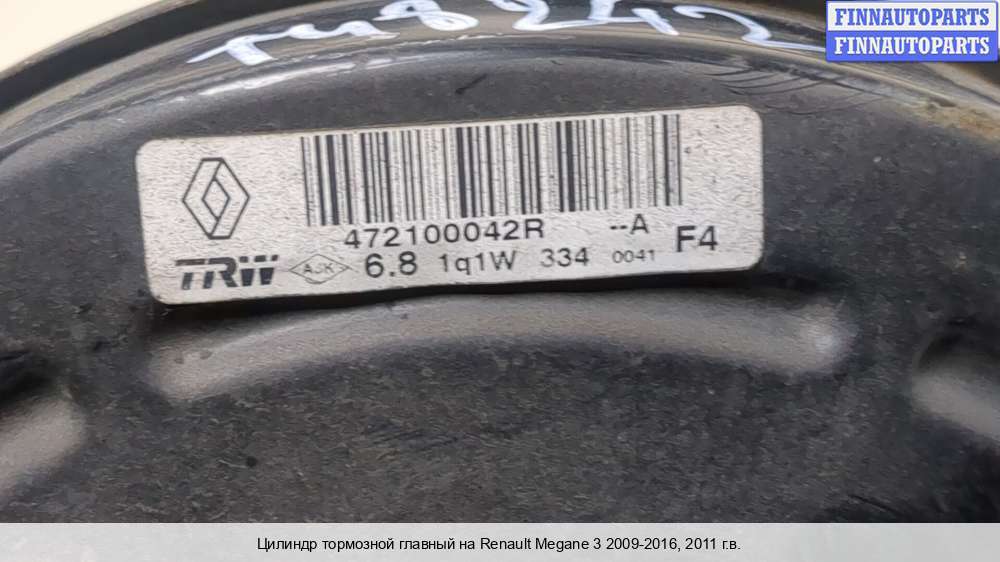 FINNAUTOPARTS
FINNAUTOPARTS
472100042R --A
TRW AJK 6.8 1q1W 334 0041 F4
Цилиндр тормозной главный на Renault Megane 3 2009-2016, 2011 г.в.